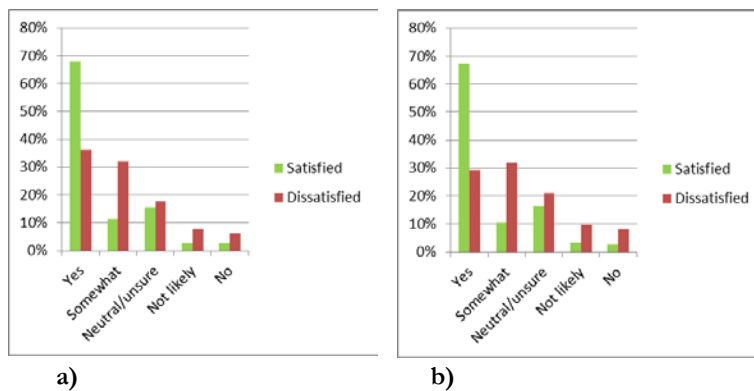 80%
70%
60%
50%
40%
30%
20%
10%
0%
Yes
Somewhat
Neutral/unsure
Not likely
No
Satisfied
Dissatisfied
a)
80%
70%
60%
50%
40%
30%
20%
10%
0%
Yes
Somewhat
Neutral/unsure
Not likely
No
Satisfied
Dissatisfied
b)